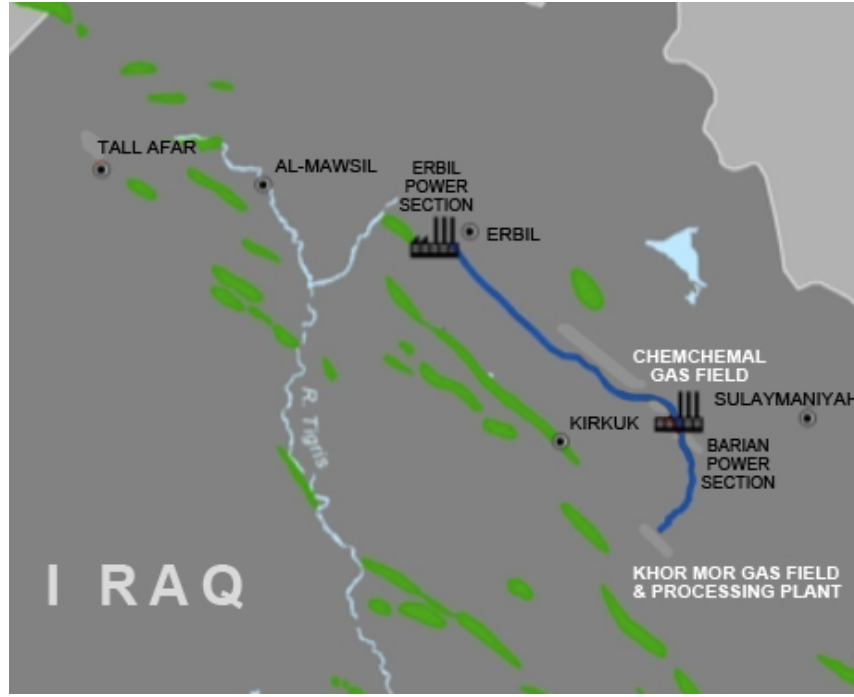 TALL AFAR
AL-MAWSIL
ERBIL
POWER
SECTION
ERBIL
CHEMCHEMAL
GAS FIELD
SULAYMANIYAH
KIRKUK
BARIAN
POWER
SECTION
R. Tigris
I RAQ
KHOR MOR GAS FIELD
& PROCESSING PLANT